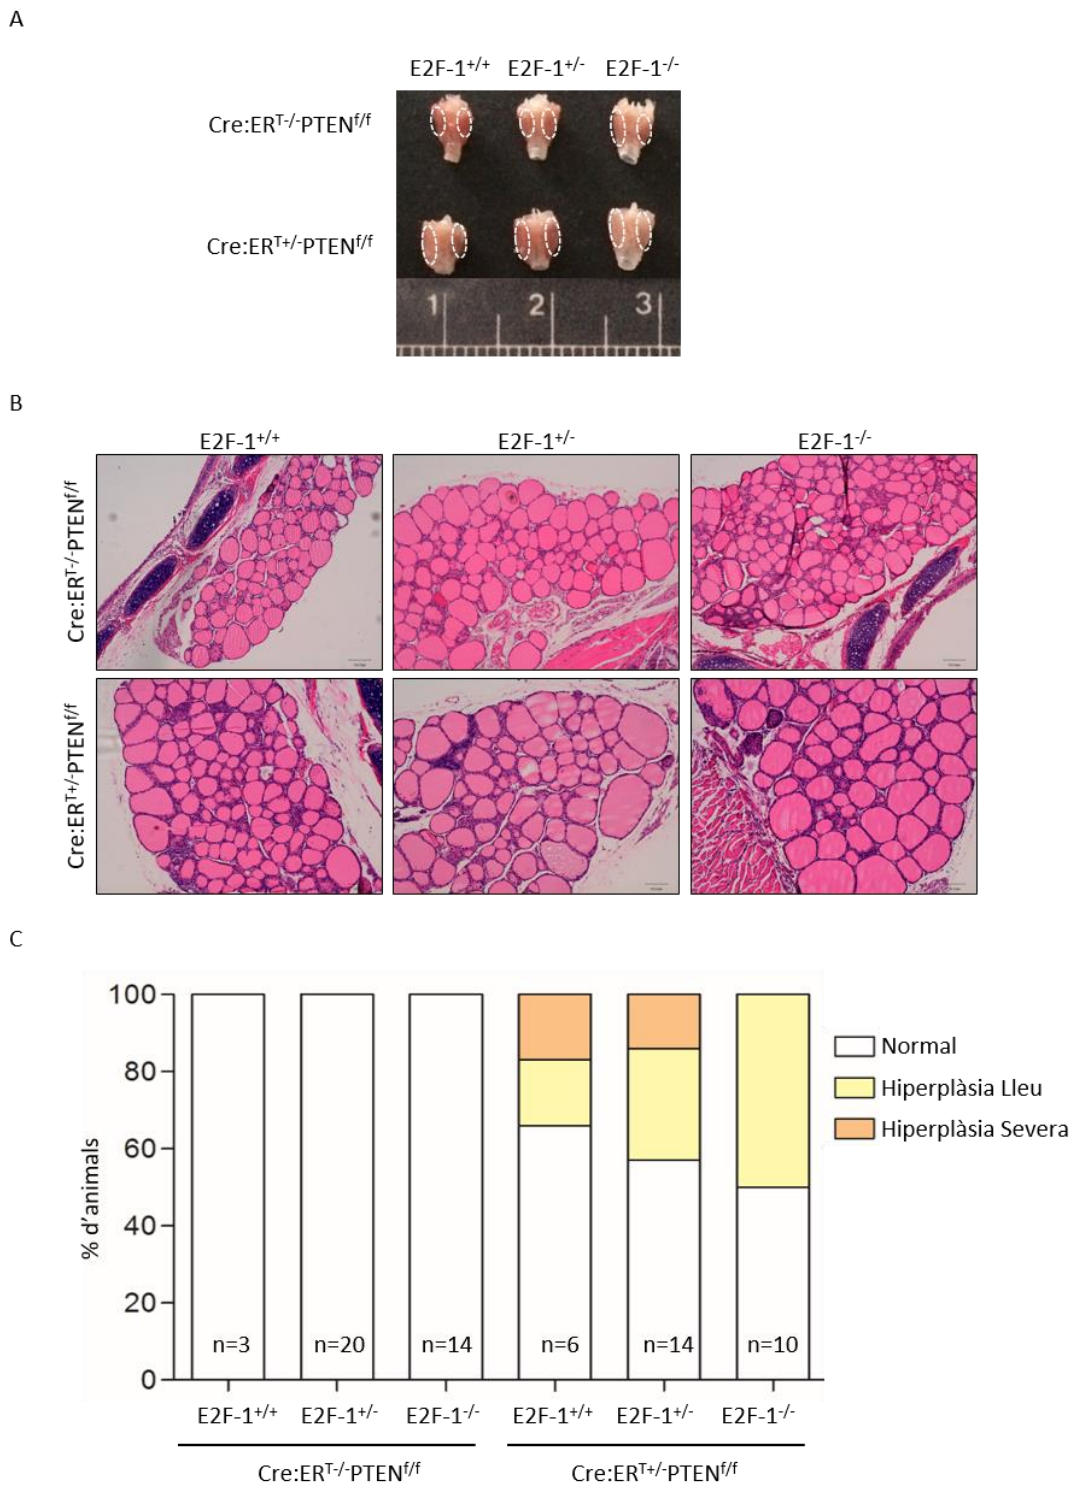 A
E2F-1+/+ E2F-1+/- E2F-1-/-
Cre:ERT-/-PTENf/f
Cre:ERT+/-PTENf/f
1 2 3
B
E2F-1+/+ E2F-1+/- E2F-1-/-
Cre:ERT-/-PTENf/f
Cre:ERT+/-PTENf/f
C
% d'animals
100
80
60
40
20
0
n=3 n=20 n=14 n=6 n=14 n=10
E2F-1+/+ E2F-1+/- E2F-1-/- E2F-1+/+ E2F-1+/- E2F-1-/-
Cre:ERT-/-PTENf/f Cre:ERT+/-PTENf/f
Normal
Hiperplàsia Lleu
Hiperplàsia Severa